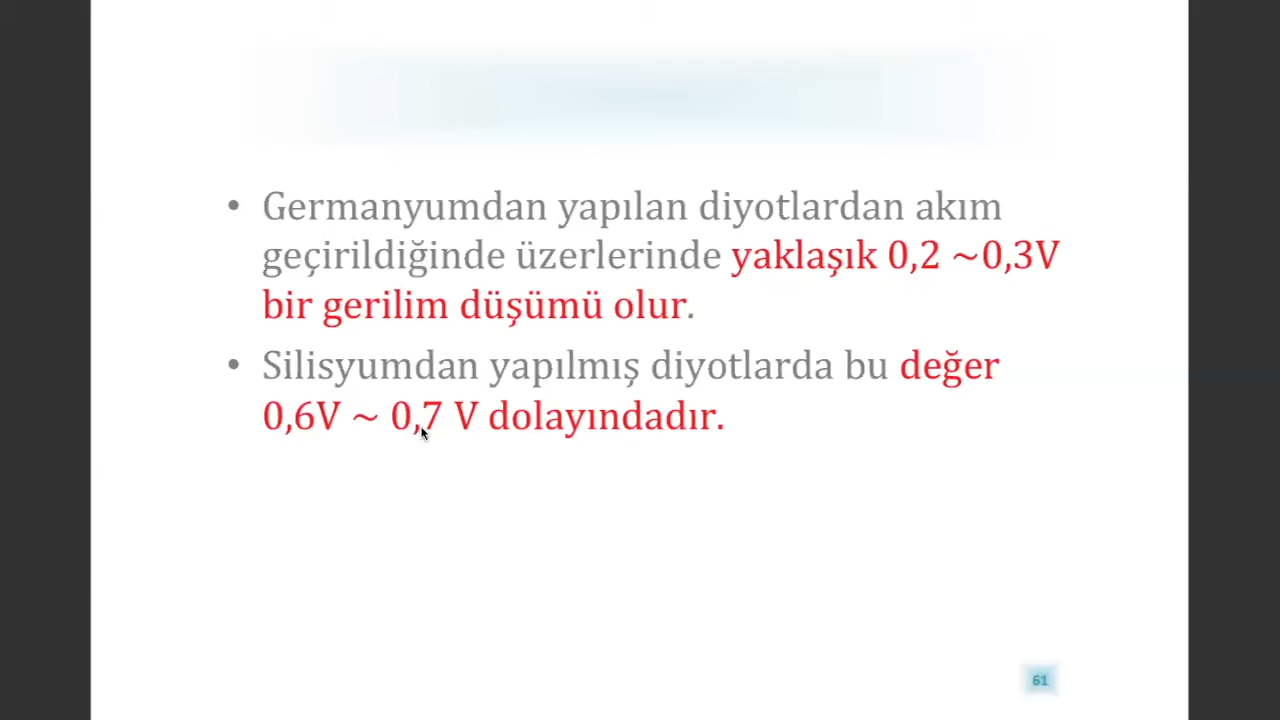 • Germanyumdan yapılan diyotlardan akım
geçirildiğinde üzerlerinde yaklaşık 0,2 ~0,3V
bir gerilim düşümü olur.
• Silisyumdan yapılmış diyotlarda bu değer
0,6V ~ 0,7 V dolayındadır.
61